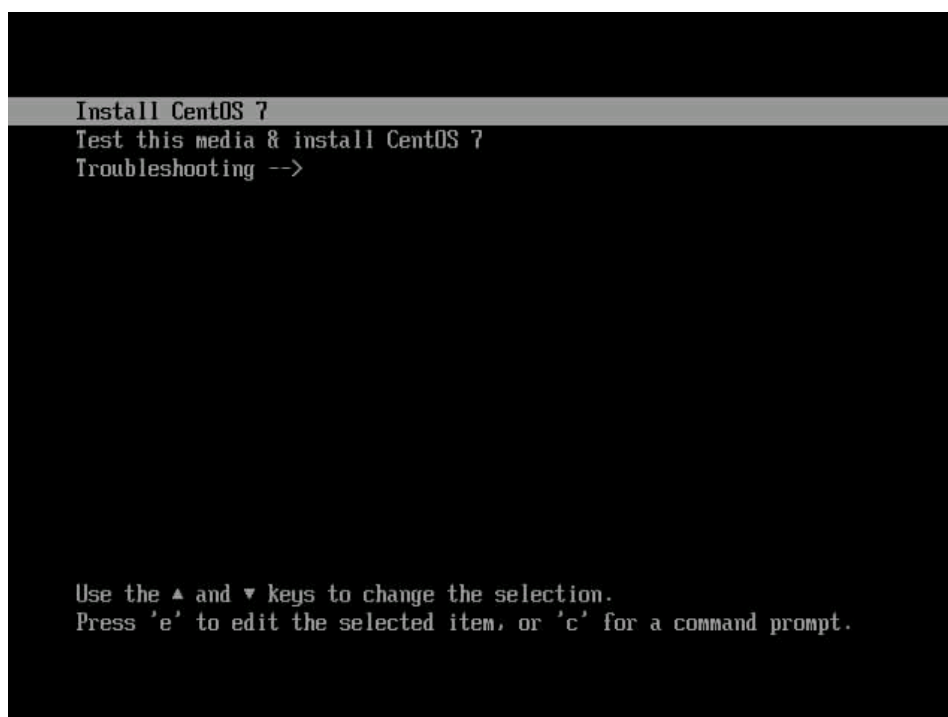 Install CentOS 7
Test this media & install CentOS 7
Troubleshooting -->
Use the ▲ and ▼ keys to change the selection.
Press 'e' to edit the selected item, or 'c' for a command prompt.